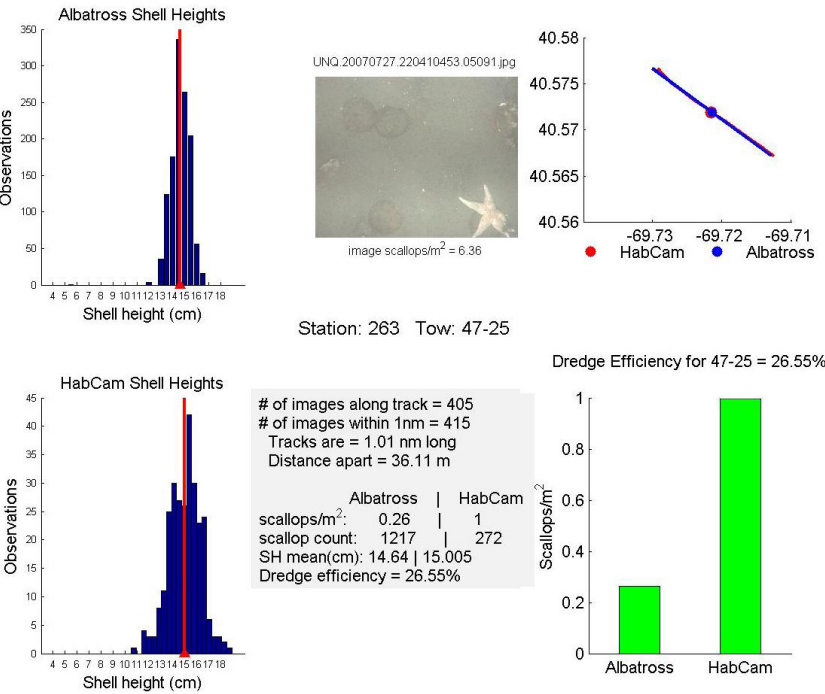 Albatross Shell Heights
350
300
250
200
150
100
50
0
Observations
4 5 6 7 8 9 10 11 12 13 14 15 16 17 18
Shell height (cm)
UNQ.20070727.220410453.05091.jpg
image scallops/m² = 6.36
40.58
40.575
40.57
40.565
40.56
-69.73 -69.72 -69.71
HabCam Albatross
Station: 263 Tow: 47-25
HabCam Shell Heights
45
40
35
30
25
20
15
10
5
0
Observations
4 5 6 7 8 9 10 11 12 13 14 15 16 17 18
Shell height (cm)
# of images along track = 405
# of images within 1nm = 415
Tracks are = 1.01 nm long
Distance apart = 36.11 m
Albatross | HabCam
scallops/m²: 0.26 | 1
scallop count: 1217 | 272
SH mean(cm): 14.64 | 15.005
Dredge efficiency = 26.55%
Dredge Efficiency for 47-25 = 26.55%
1
0.8
0.6
0.4
0.2
0
Scallops/m²
Albatross HabCam